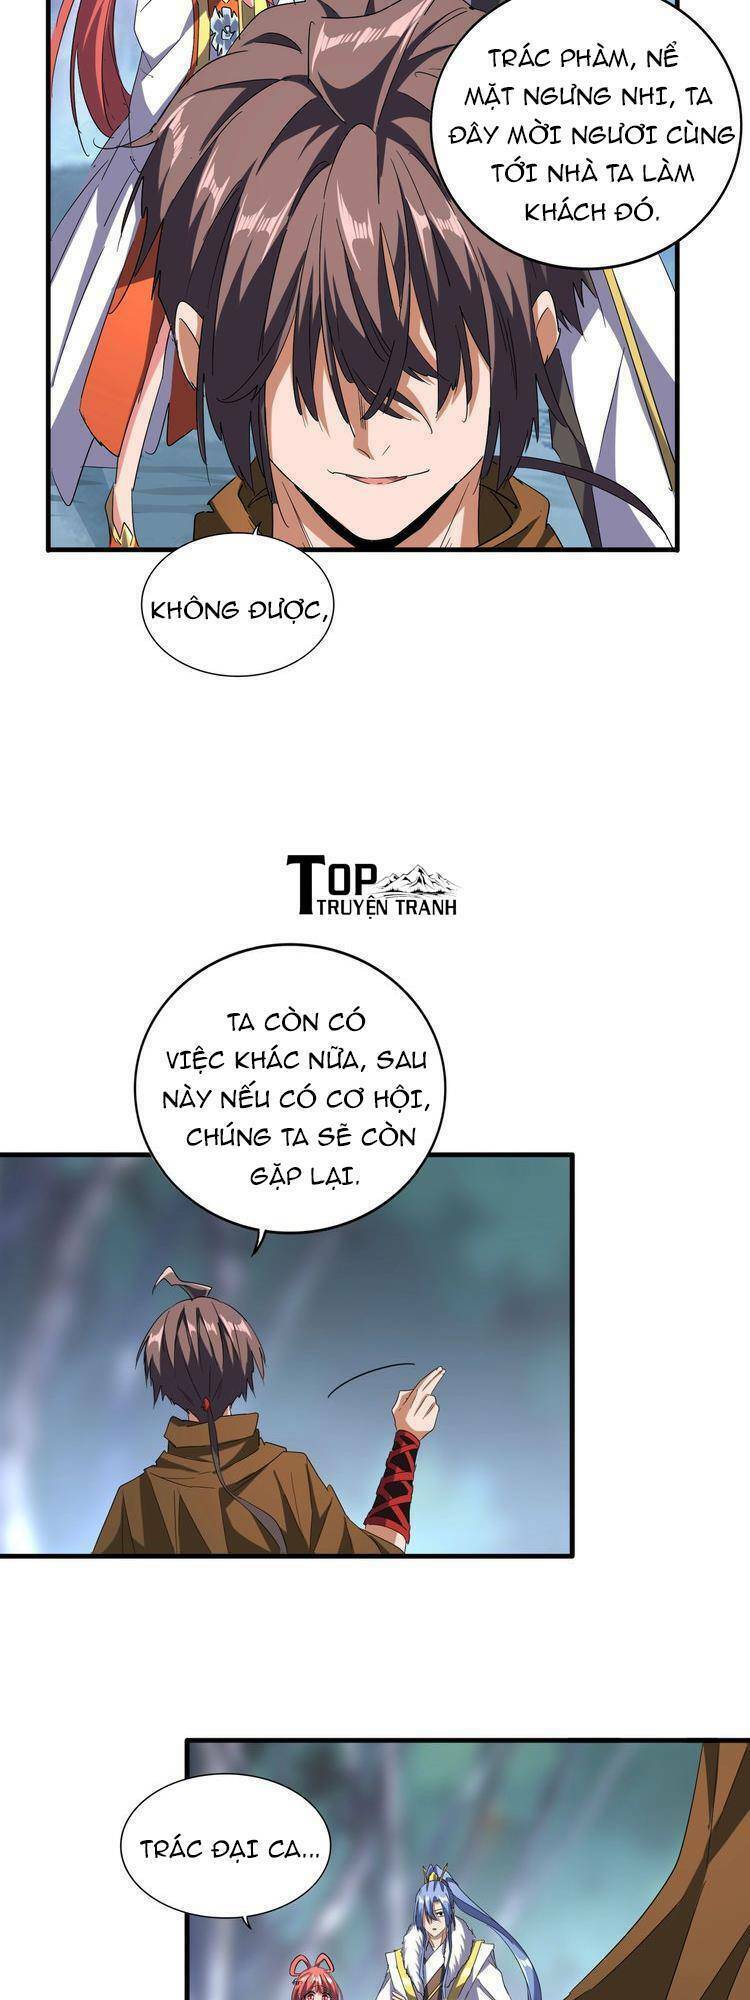 TRÁC PHÀM, NỂ
MẶT NGƯNG NHI, TA
ĐÂY MỜI NGƯƠI CÙNG
TỚI NHÀ TA LÀM
KHÁCH ĐÓ.
KHÔNG ĐƯỢC,
TOP
TRUYỆN TRANH
TA CÒN CÓ
VIỆC KHÁC NỮA, SAU
NÀY NẾU CÓ CƠ HỘI,
CHÚNG TA SẼ CÒN
GẶP LẠI.
TRÁC ĐẠI CA...